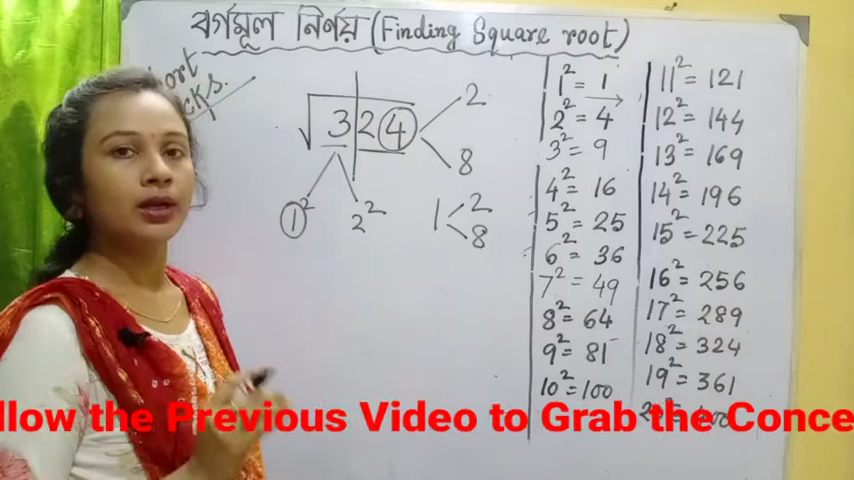 বর্গমূল নির্ণয় (Finding Square root)
ort
cks.
√324
2
8
1² 2²
1 < 2
8
1² = 1
2² = 4
3² = 9
4² = 16
5² = 25
6² = 36
7² = 49
8² = 64
9² = 81
10² = 100
11² = 121
12² = 144
13² = 169
14² = 196
15² = 225
16² = 256
17² = 289
18² = 324
19² = 361
llow the Previous Video to Grab the Conce